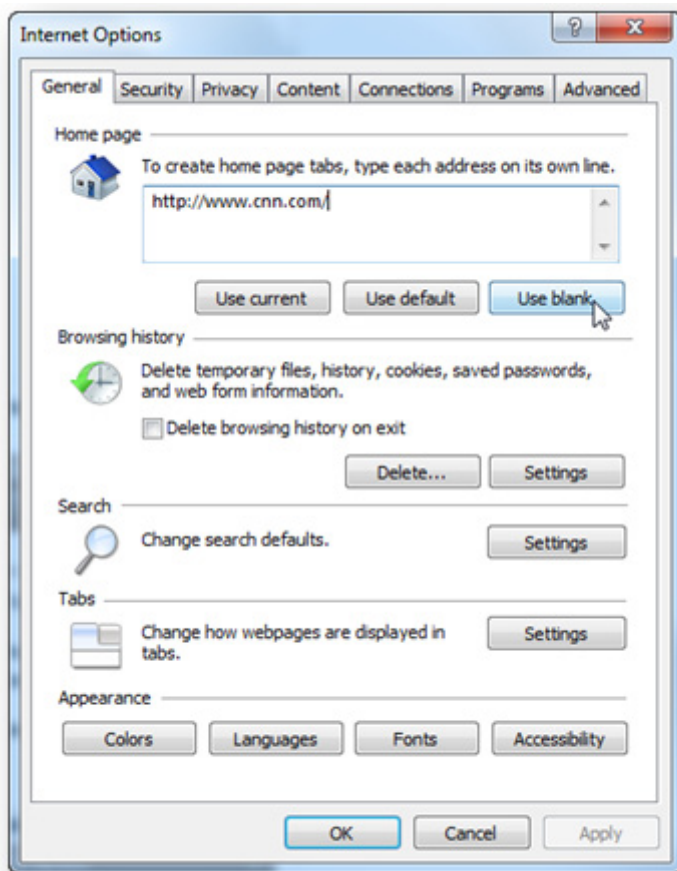 Internet Options
General Security Privacy Content Connections Programs Advanced
Home page
To create home page tabs, type each address on its own line.
http://www.cnn.com/
Use current Use default Use blank
Browsing history
Delete temporary files, history, cookies, saved passwords,
and web form information.
Delete browsing history on exit
Delete... Settings
Search
Change search defaults. Settings
Tabs
Change how webpages are displayed in Settings
tabs.
Appearance
Colors Languages Fonts Accessibility
OK Cancel Apply